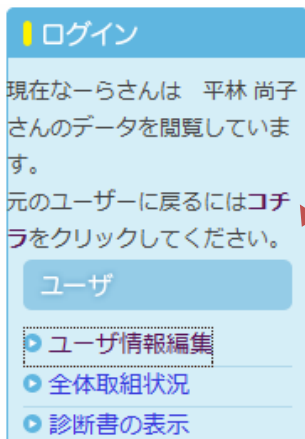 ログイン
現在なーらさんは　平林 尚子
さんのデータを閲覧していま
す。
元のユーザーに戻るにはコチ
ラをクリックしてください。
ユーザ
ユーザ情報編集
全体取組状況
診断書の表示